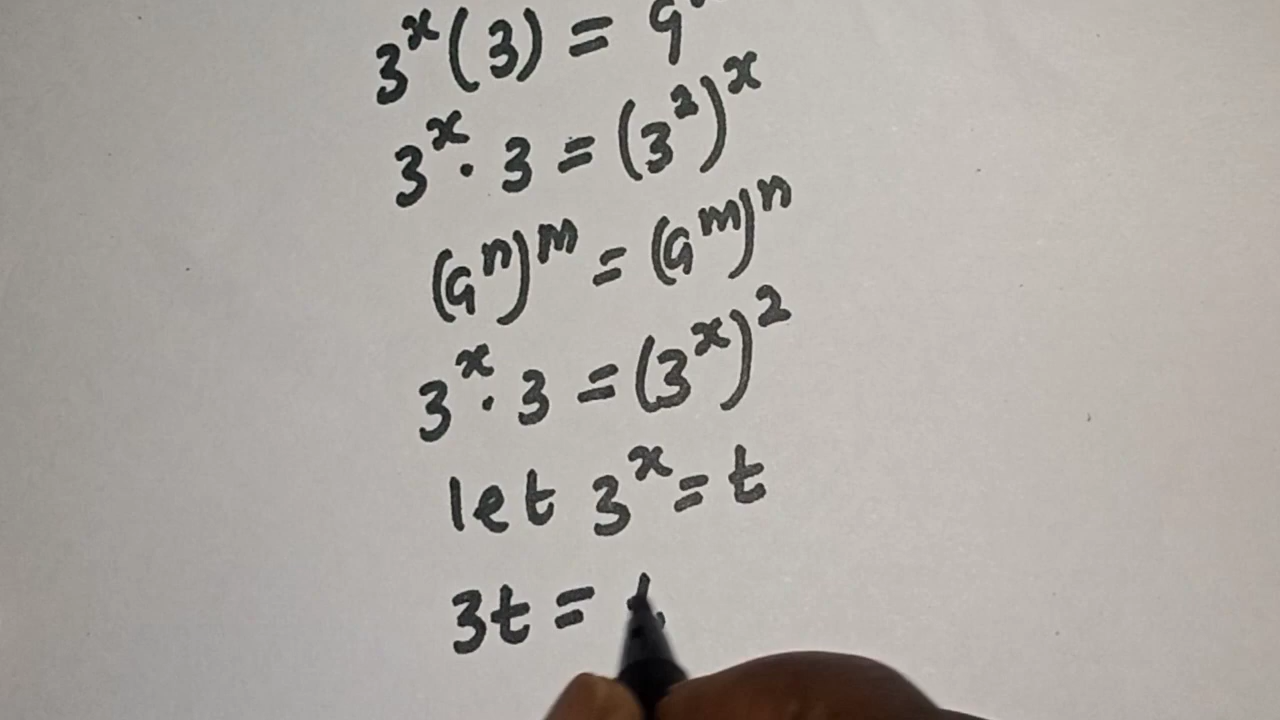 3^x(3) = 9
3^x · 3 = (3^2)^x
(a^n)^m = (a^m)^n
3^x · 3 = (3^x)^2
let 3^x = t
3t =